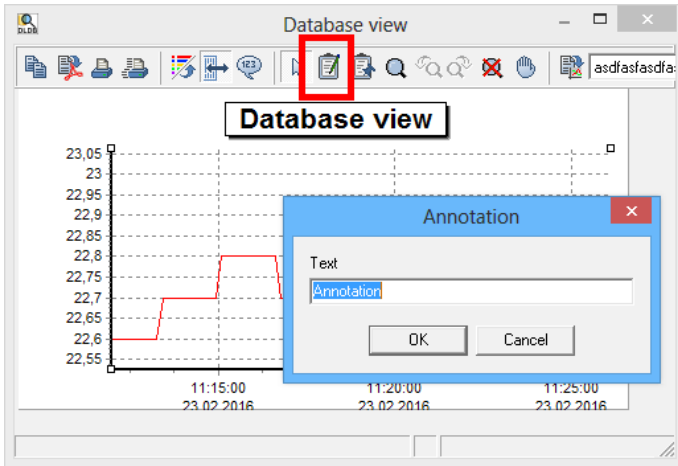 DLDB
Database view
123
asdfasfasdfa
Database view
23,05
23
22,95
22,9
22,85
22,8
22,75
22,7
22,65
22,6
22,55
Annotation
Text
Annotation
OK
Cancel
11:15:00
11:20:00
11:25:00
23.02.2016
23.02.2016
23.02.2016